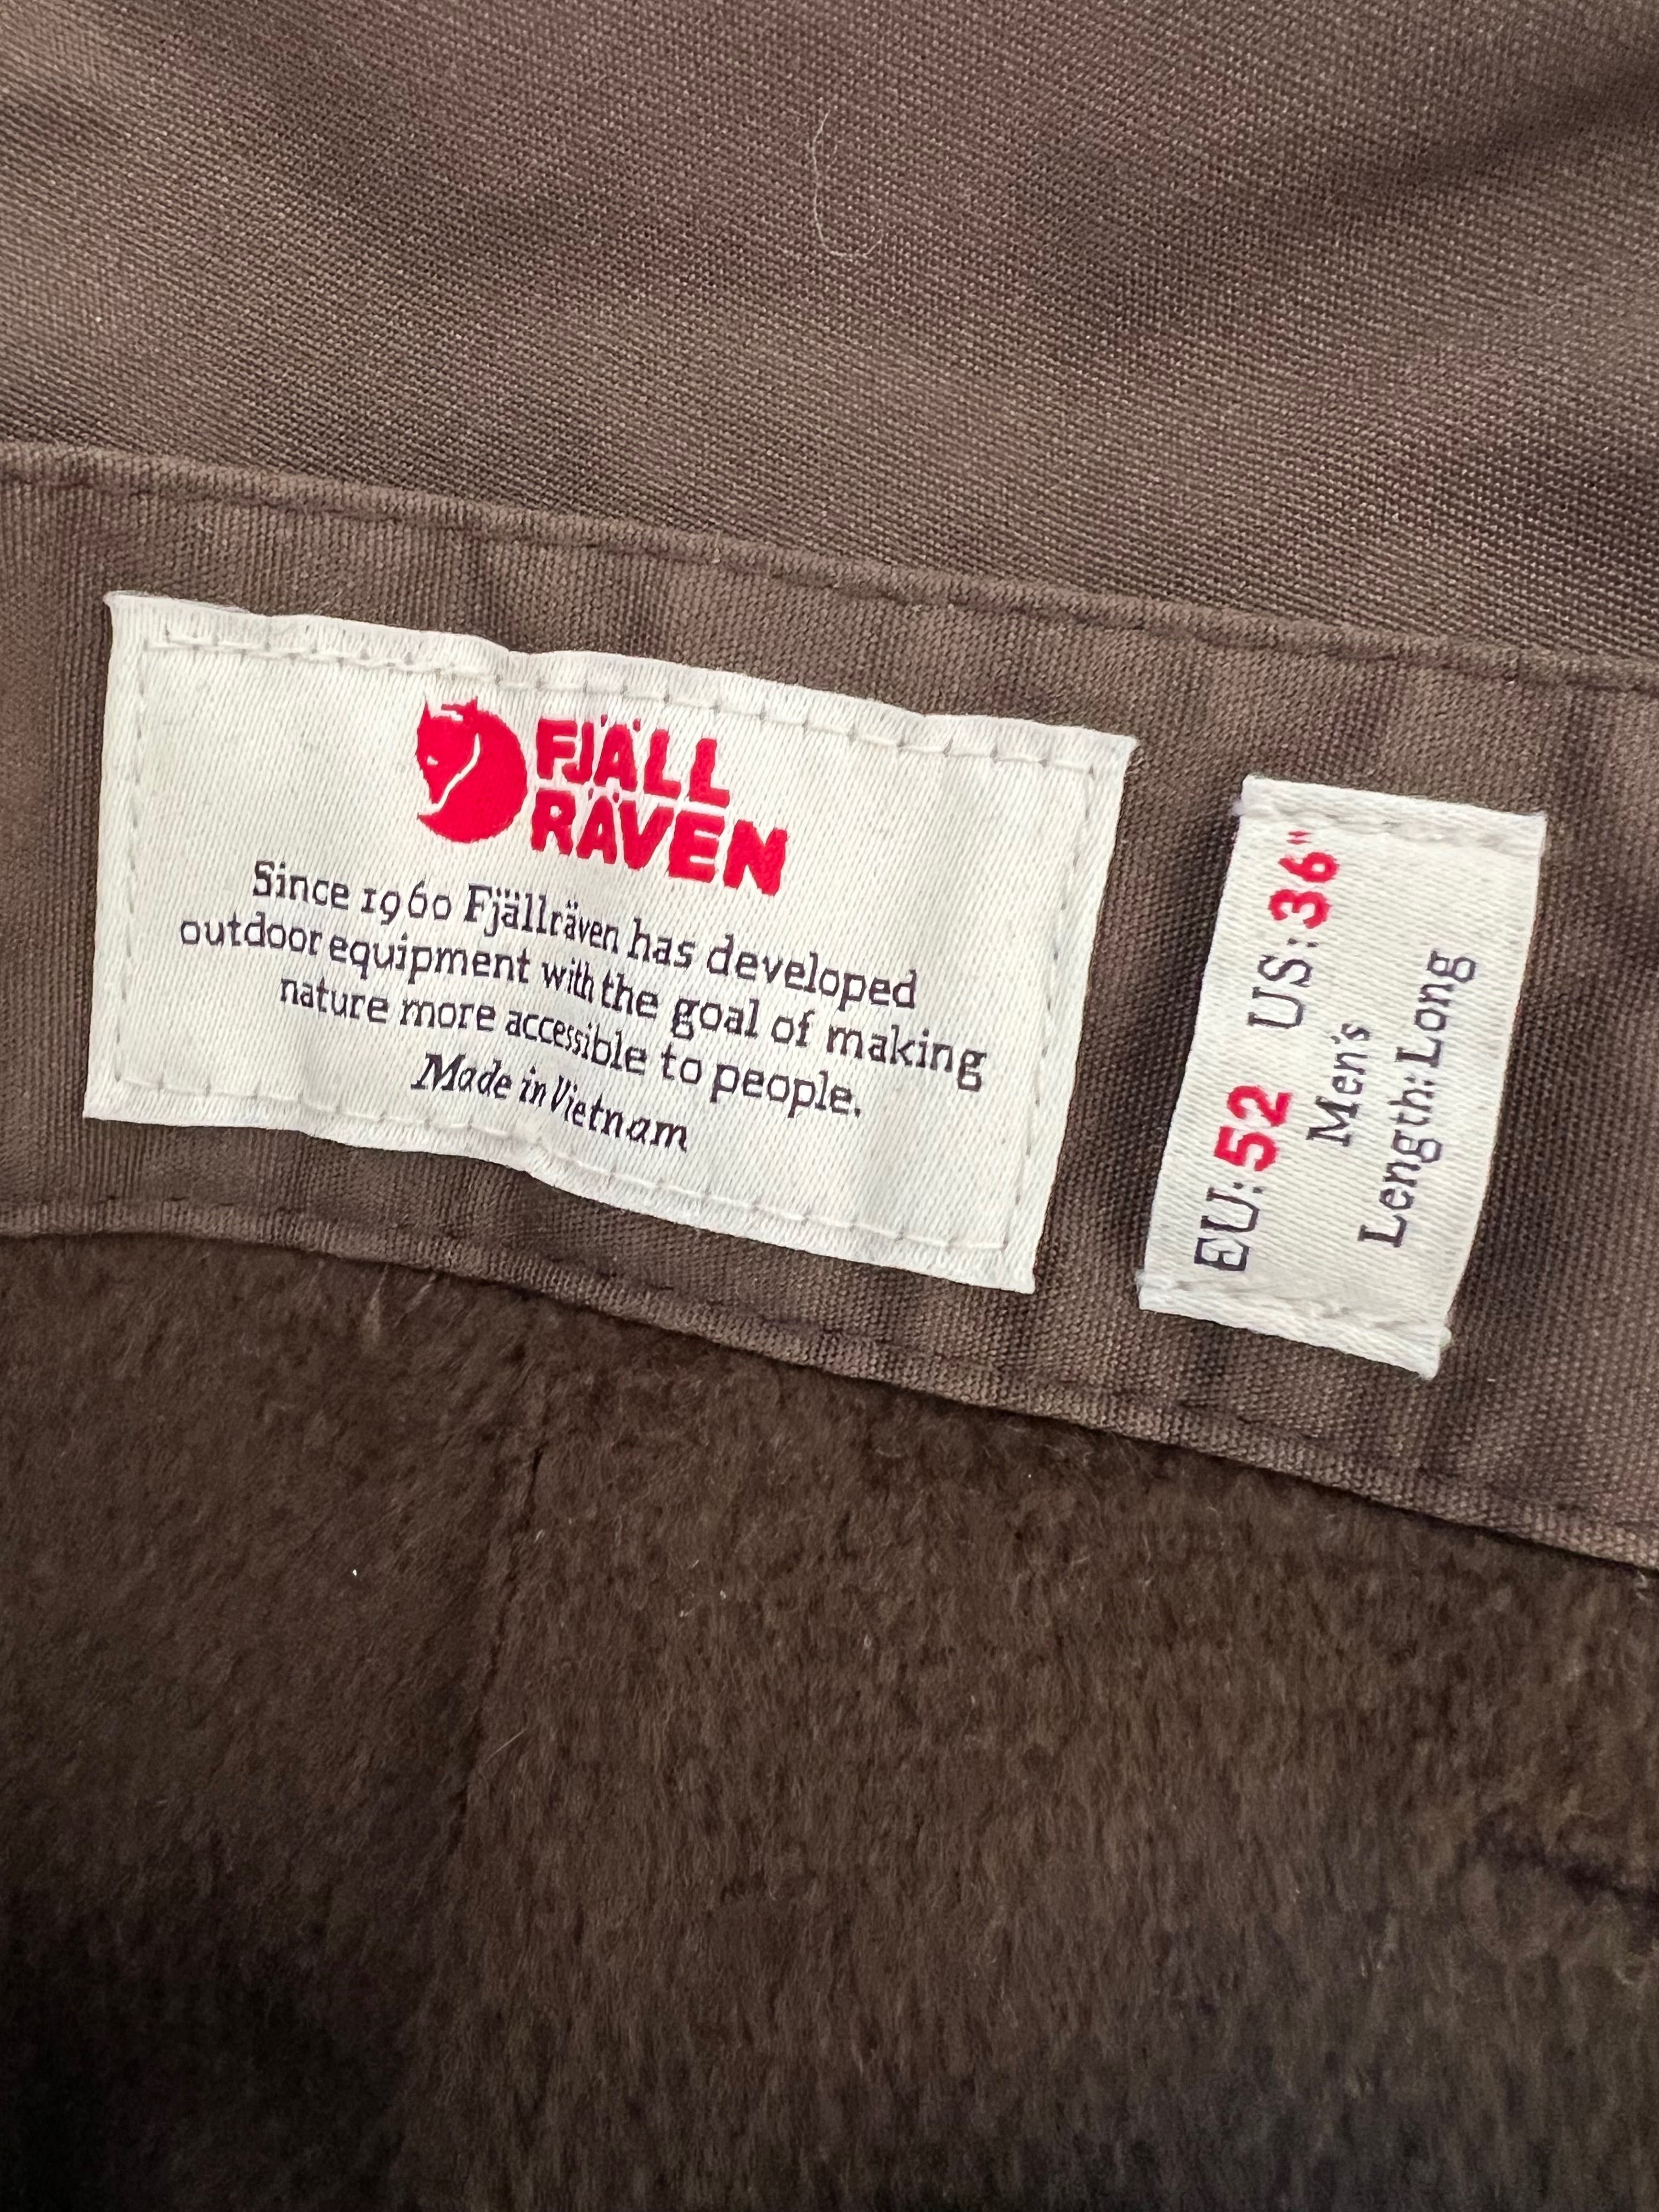 FJÄLL
RÄVEN
Since 1960 Fjällräven has developed
outdoor equipment with the goal of making
nature more accessible to people.
Made in Vietnam
EU: 52 US: 36"
Men's
Length: Long